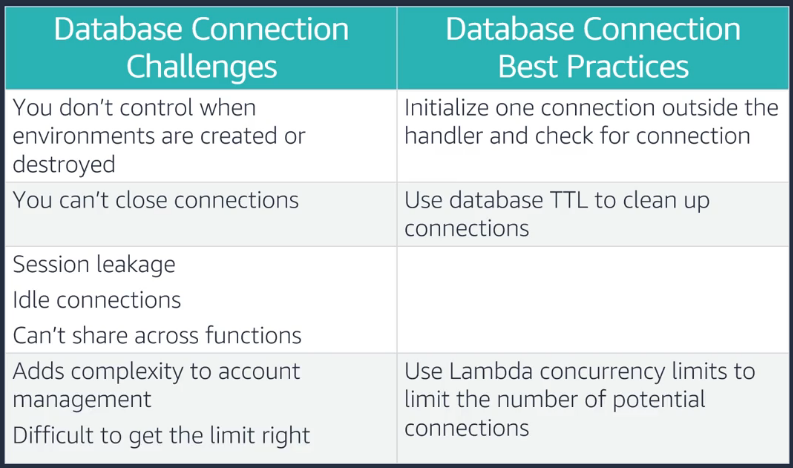 Database Connection
Challenges
Database Connection
Best Practices
You don't control when
environments are created or
destroyed
Initialize one connection outside the
handler and check for connection
You can't close connections
Use database TTL to clean up
connections
Session leakage
Idle connections
Can't share across functions
Adds complexity to account
management
Difficult to get the limit right
Use Lambda concurrency limits to
limit the number of potential
connections